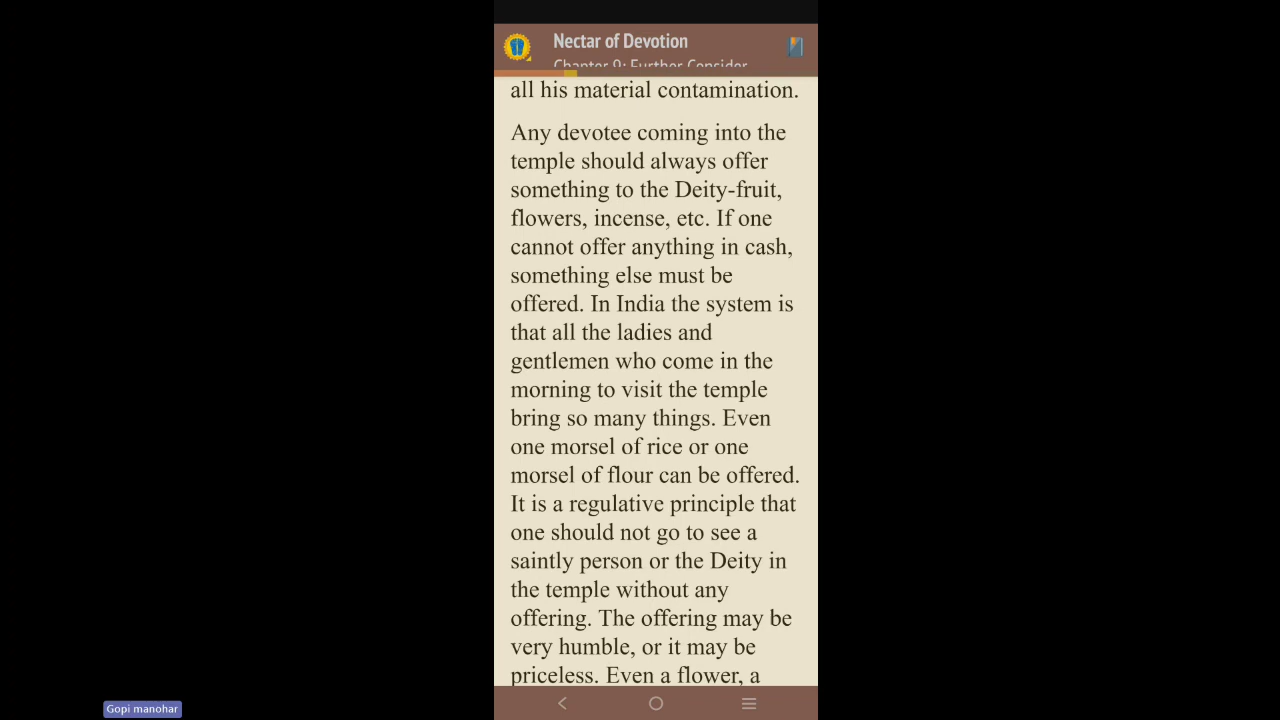 Nectar of Devotion
Chapter 9: Further Consider
all his material contamination.
Any devotee coming into the
temple should always offer
something to the Deity-fruit,
flowers, incense, etc. If one
cannot offer anything in cash,
something else must be
offered. In India the system is
that all the ladies and
gentlemen who come in the
morning to visit the temple
bring so many things. Even
one morsel of rice or one
morsel of flour can be offered.
It is a regulative principle that
one should not go to see a
saintly person or the Deity in
the temple without any
offering. The offering may be
very humble, or it may be
priceless. Even a flower, a
Gopi manohar